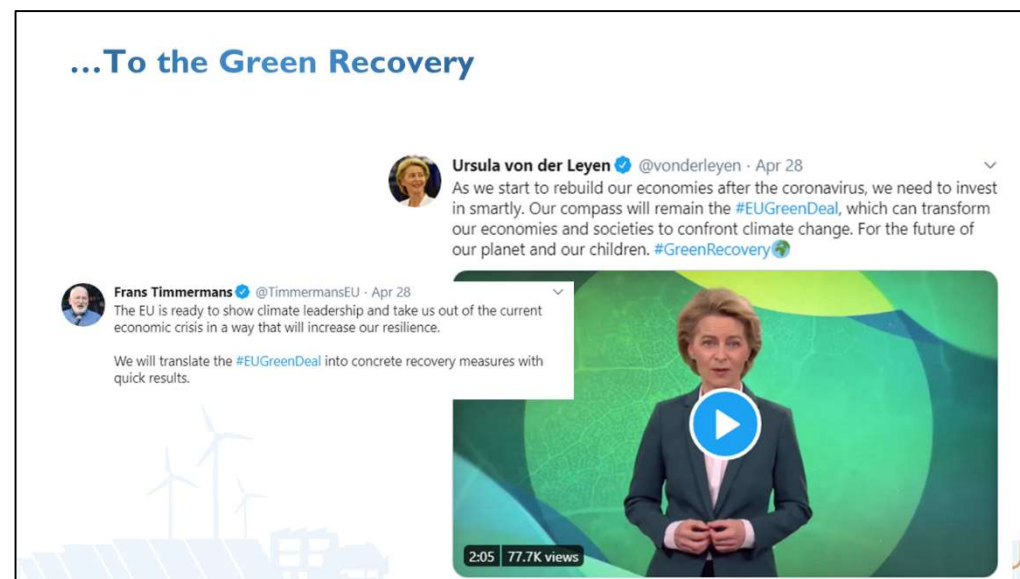 ...To the Green Recovery
Ursula von der Leyen @vonderleyen · Apr 28
As we start to rebuild our economies after the coronavirus, we need to invest
in smartly. Our compass will remain the #EUGreenDeal, which can transform
our economies and societies to confront climate change. For the future of
our planet and our children. #GreenRecovery🌍
Frans Timmermans @TimmermansEU · Apr 28
The EU is ready to show climate leadership and take us out of the current
economic crisis in a way that will increase our resilience.
We will translate the #EUGreenDeal into concrete recovery measures with
quick results.
2:05 77.7K views